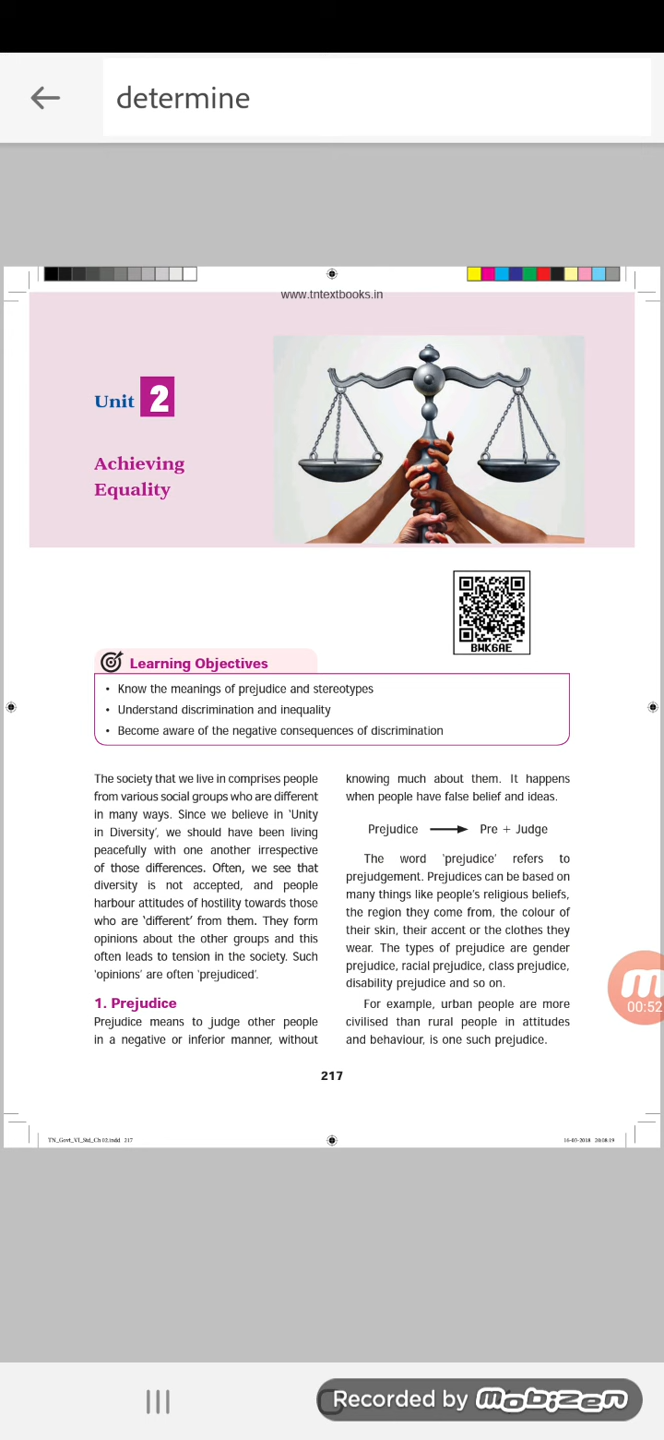 determine
www.tntextbooks.in
Unit 2
Achieving
Equality
BWK6AE
Learning Objectives
• Know the meanings of prejudice and stereotypes
• Understand discrimination and inequality
• Become aware of the negative consequences of discrimination
The society that we live in comprises people
from various social groups who are different
in many ways. Since we believe in ‘Unity
in Diversity’, we should have been living
peacefully with one another irrespective
of those differences. Often, we see that
diversity is not accepted, and people
harbour attitudes of hostility towards those
who are ‘different’ from them. They form
opinions about the other groups and this
often leads to tension in the society. Such
‘opinions’ are often ‘prejudiced’.
1. Prejudice
Prejudice means to judge other people
in a negative or inferior manner, without
knowing much about them. It happens
when people have false belief and ideas.
Prejudice → Pre + Judge
The word ‘prejudice’ refers to
prejudgement. Prejudices can be based on
many things like people’s religious beliefs,
the region they come from, the colour of
their skin, their accent or the clothes they
wear. The types of prejudice are gender
prejudice, racial prejudice, class prejudice,
disability prejudice and so on.
For example, urban people are more
civilised than rural people in attitudes
and behaviour, is one such prejudice.
00:52
217
TN_Govt_VI_Std_Ch 02.indd 217
16-03-2018 20:18:19
Recorded by mobizen